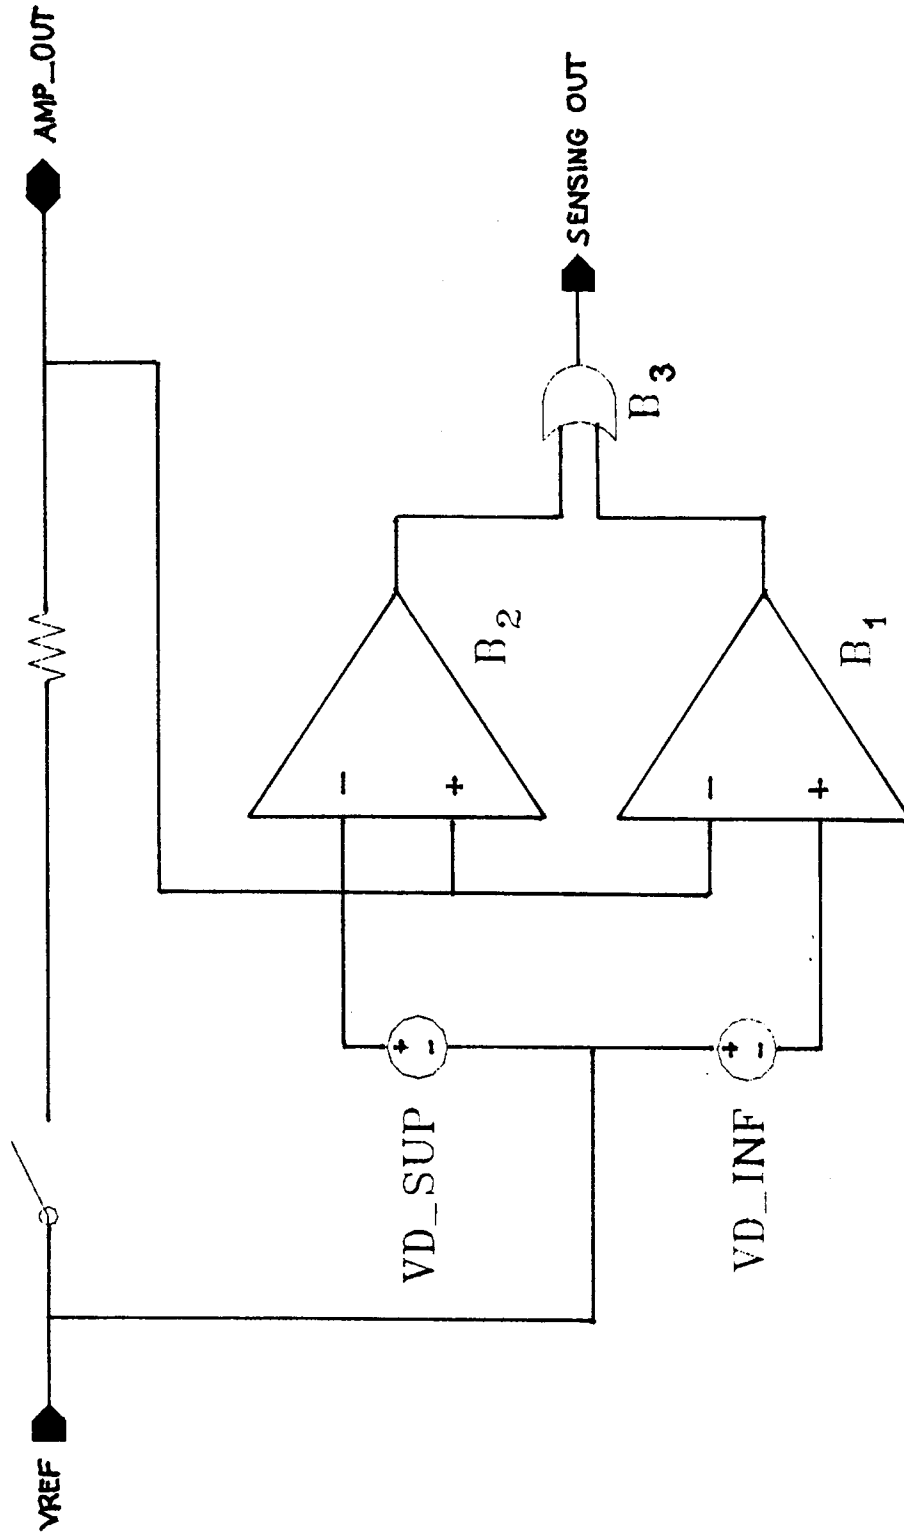 VREF
AMP_OUT
VD_SUP
-
+
B2
+
-
SENSING OUT
B3
VD_INF
-
+
B1
+
-